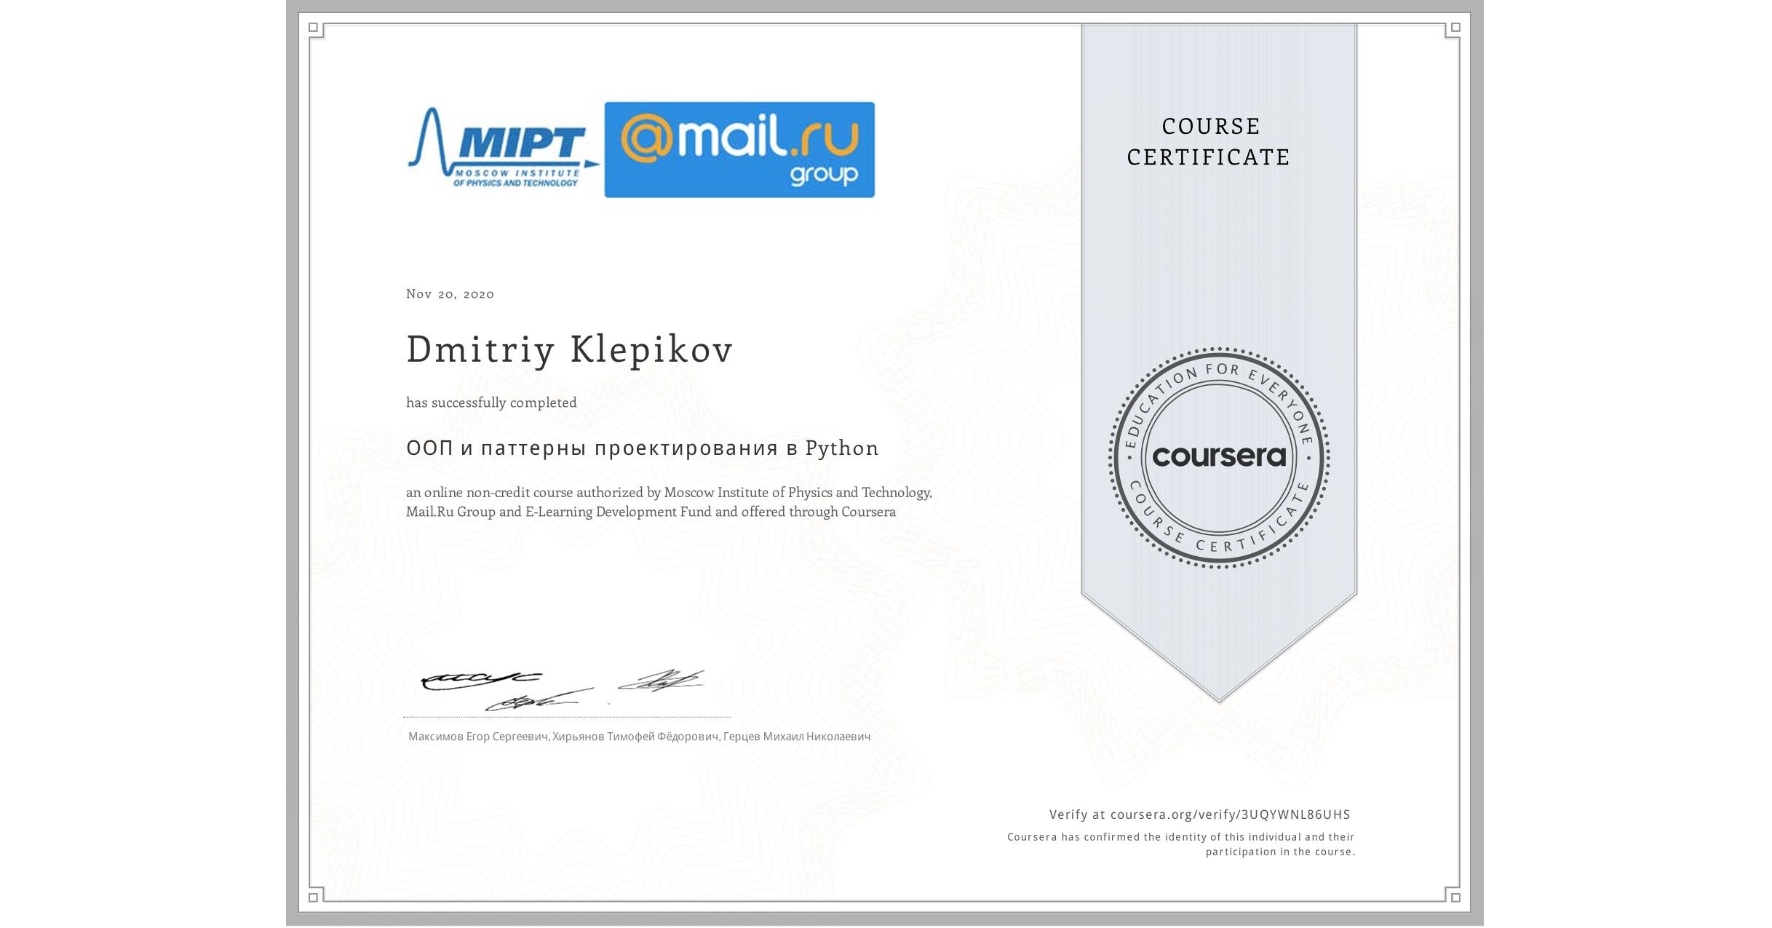 MIPT
MOSCOW INSTITUTE
OF PHYSICS AND TECHNOLOGY
@mail.ru
group
COURSE
CERTIFICATE
Nov 20, 2020
Dmitriy Klepikov
has successfully completed
ООП и паттерны проектирования в Python
an online non-credit course authorized by Moscow Institute of Physics and Technology,
Mail.Ru Group and E-Learning Development Fund and offered through Coursera
EDUCATION FOR EVERYONE
coursera
COURSE CERTIFICATE
Максимов Егор Сергеевич, Хирьянов Тимофей Фёдорович, Герцев Михаил Николаевич
Verify at coursera.org/verify/3UQYWNL86UHS
Coursera has confirmed the identity of this individual and their
participation in the course.